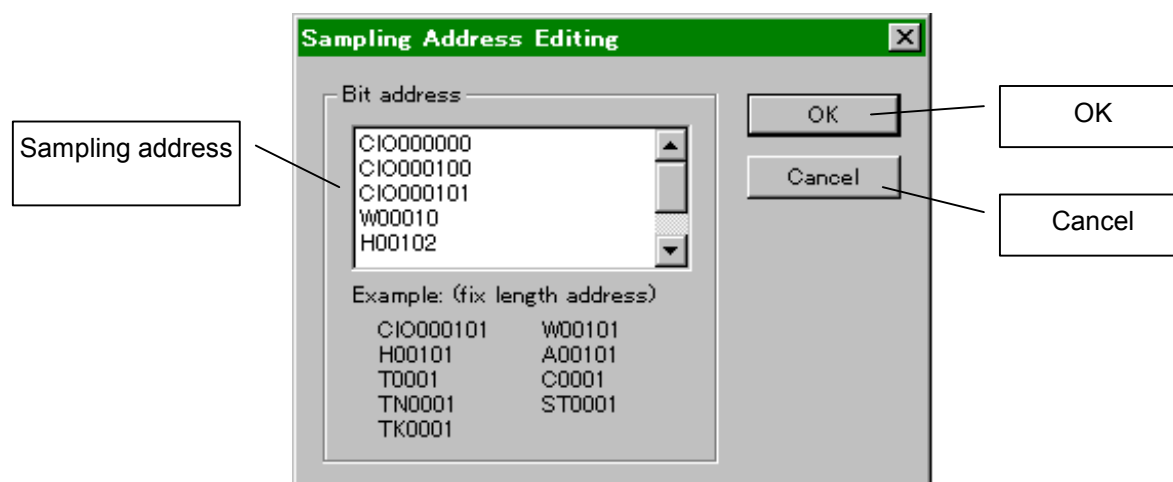 Sampling Address Editing
Bit address
Sampling address
CIO000000
CIO000100
CIO000101
W00010
H00102
OK
Cancel
OK
Cancel
Example: (fix length address)
CIO000101 W00101
H00101 A00101
T0001 C0001
TN0001 ST0001
TK0001